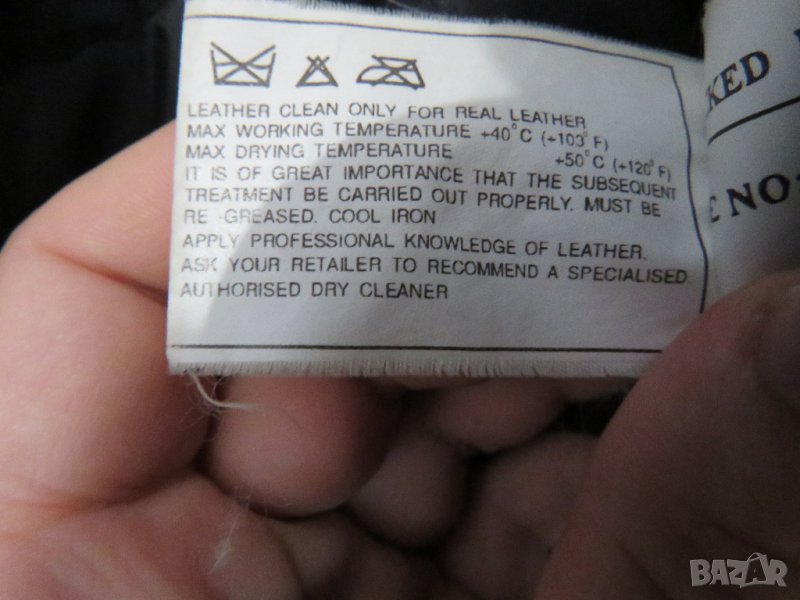 LEATHER CLEAN ONLY FOR REAL LEATHER
MAX WORKING TEMPERATURE +40°C (+103°F)
MAX DRYING TEMPERATURE +50°C (+120°F)
IT IS OF GREAT IMPORTANCE THAT THE SUBSEQUENT
TREATMENT BE CARRIED OUT PROPERLY. MUST BE
RE-GREASED. COOL IRON
APPLY PROFESSIONAL KNOWLEDGE OF LEATHER.
ASK YOUR RETAILER TO RECOMMEND A SPECIALISED
AUTHORISED DRY CLEANER
KED
E NO
BAZAR